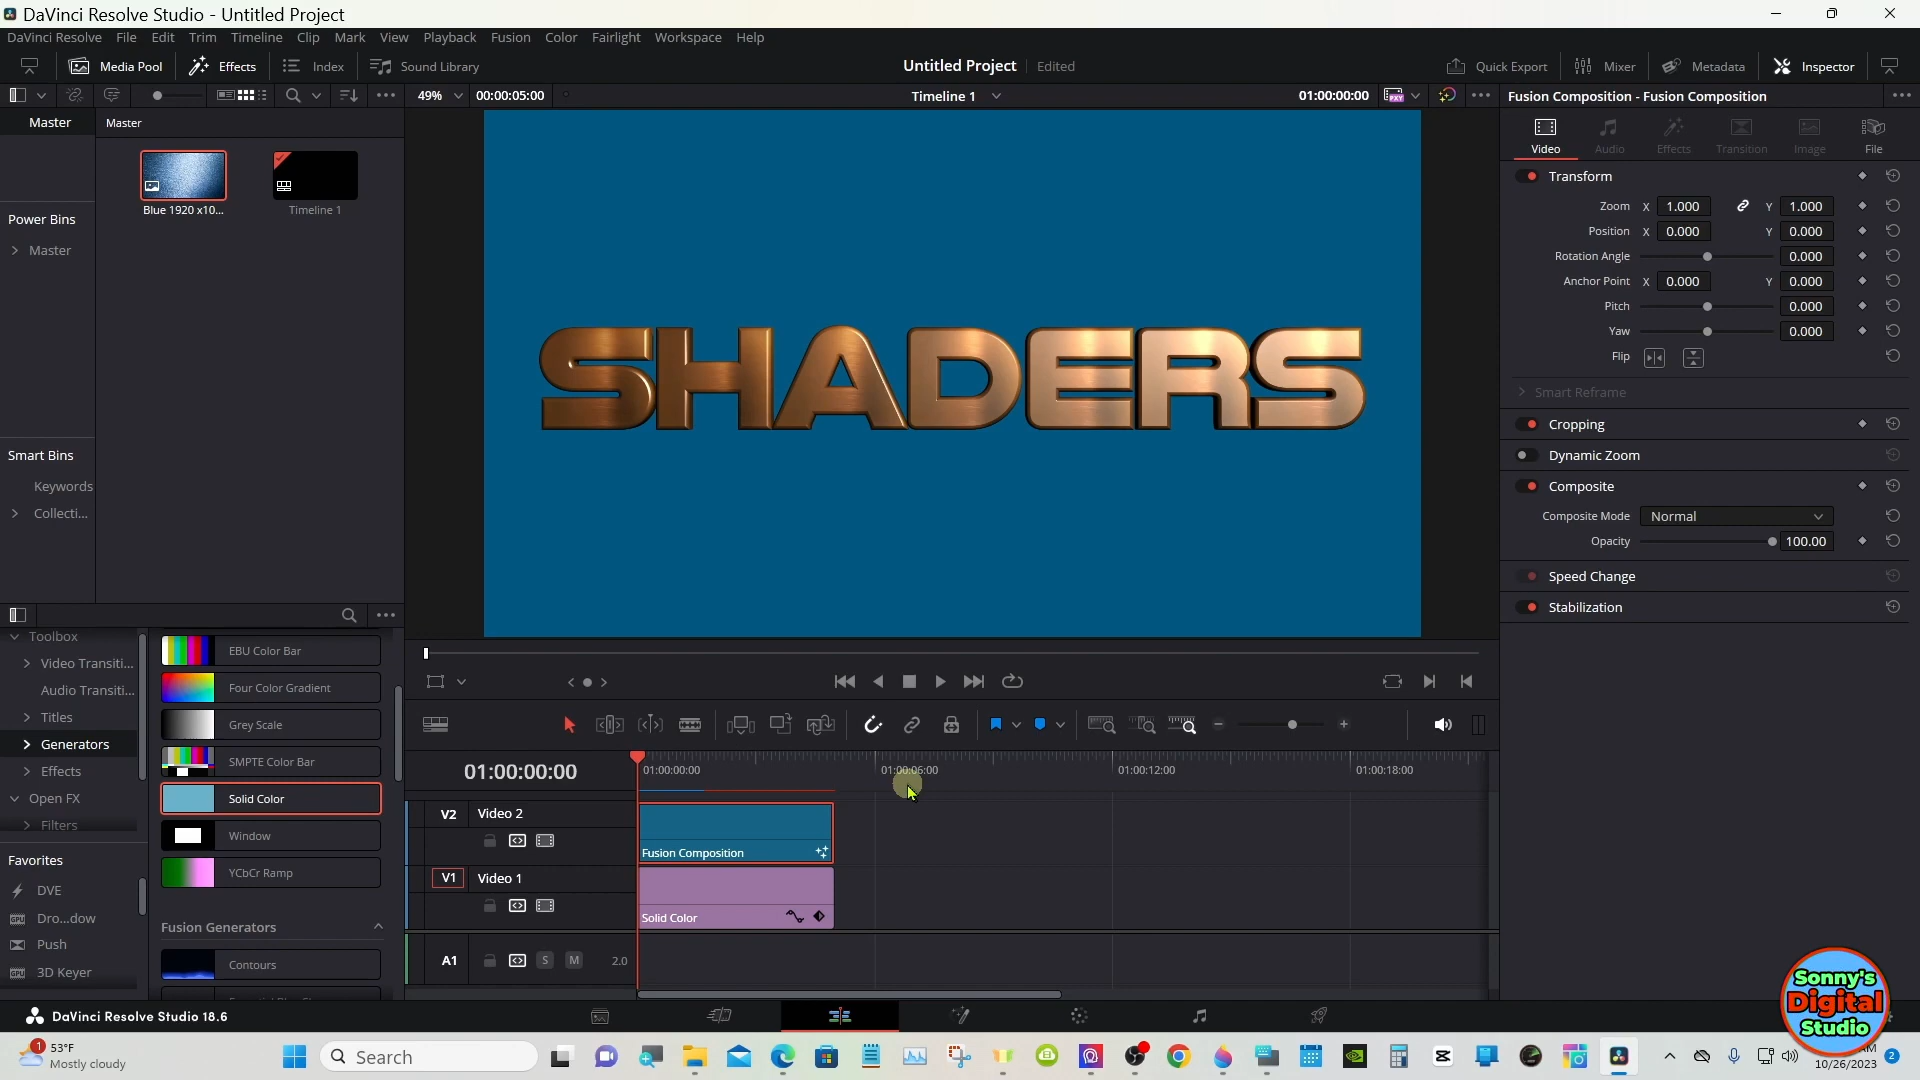 DaVinci Resolve Studio - Untitled Project
DaVinci Resolve File Edit Trim Timeline Clip Mark View Playback Fusion Color Fairlight Workspace Help
Media Pool Effects Index Sound Library Untitled Project Edited Quick Export Mixer Metadata Inspector
49% 00:00:05:00 Timeline 1 01:00:00:00 PXY Fusion Composition - Fusion Composition
Master
Master
Video Audio Effects Transition Image File
Blue 1920 x10... Timeline 1
Power Bins
Master
Smart Bins
Keywords
Collecti...
SHADERS
Transform
Zoom X 1.000 Y 1.000
Position X 0.000 Y 0.000
Rotation Angle 0.000
Anchor Point X 0.000 Y 0.000
Pitch 0.000
Yaw 0.000
Flip
Smart Reframe
Cropping
Dynamic Zoom
Composite
Composite Mode Normal
Opacity 100.00
Speed Change
Stabilization
Toolbox
Video Transiti...
Audio Transiti...
Titles
Generators
Effects
Open FX
Filters
Favorites
DVE
Dro...dow
Push
3D Keyer
EBU Color Bar
Four Color Gradient
Grey Scale
SMPTE Color Bar
Solid Color
Window
YCbCr Ramp
Fusion Generators
Contours
01:00:00:00
01:00:00:00 01:00:06:00 01:00:12:00 01:00:18:00
V2 Video 2
Fusion Composition
V1 Video 1
Solid Color
A1 S M 2.0
DaVinci Resolve Studio 18.6
Sonny's
Digital
Studio
1
53°F
Mostly cloudy
Search
AM
10/26/2023
2